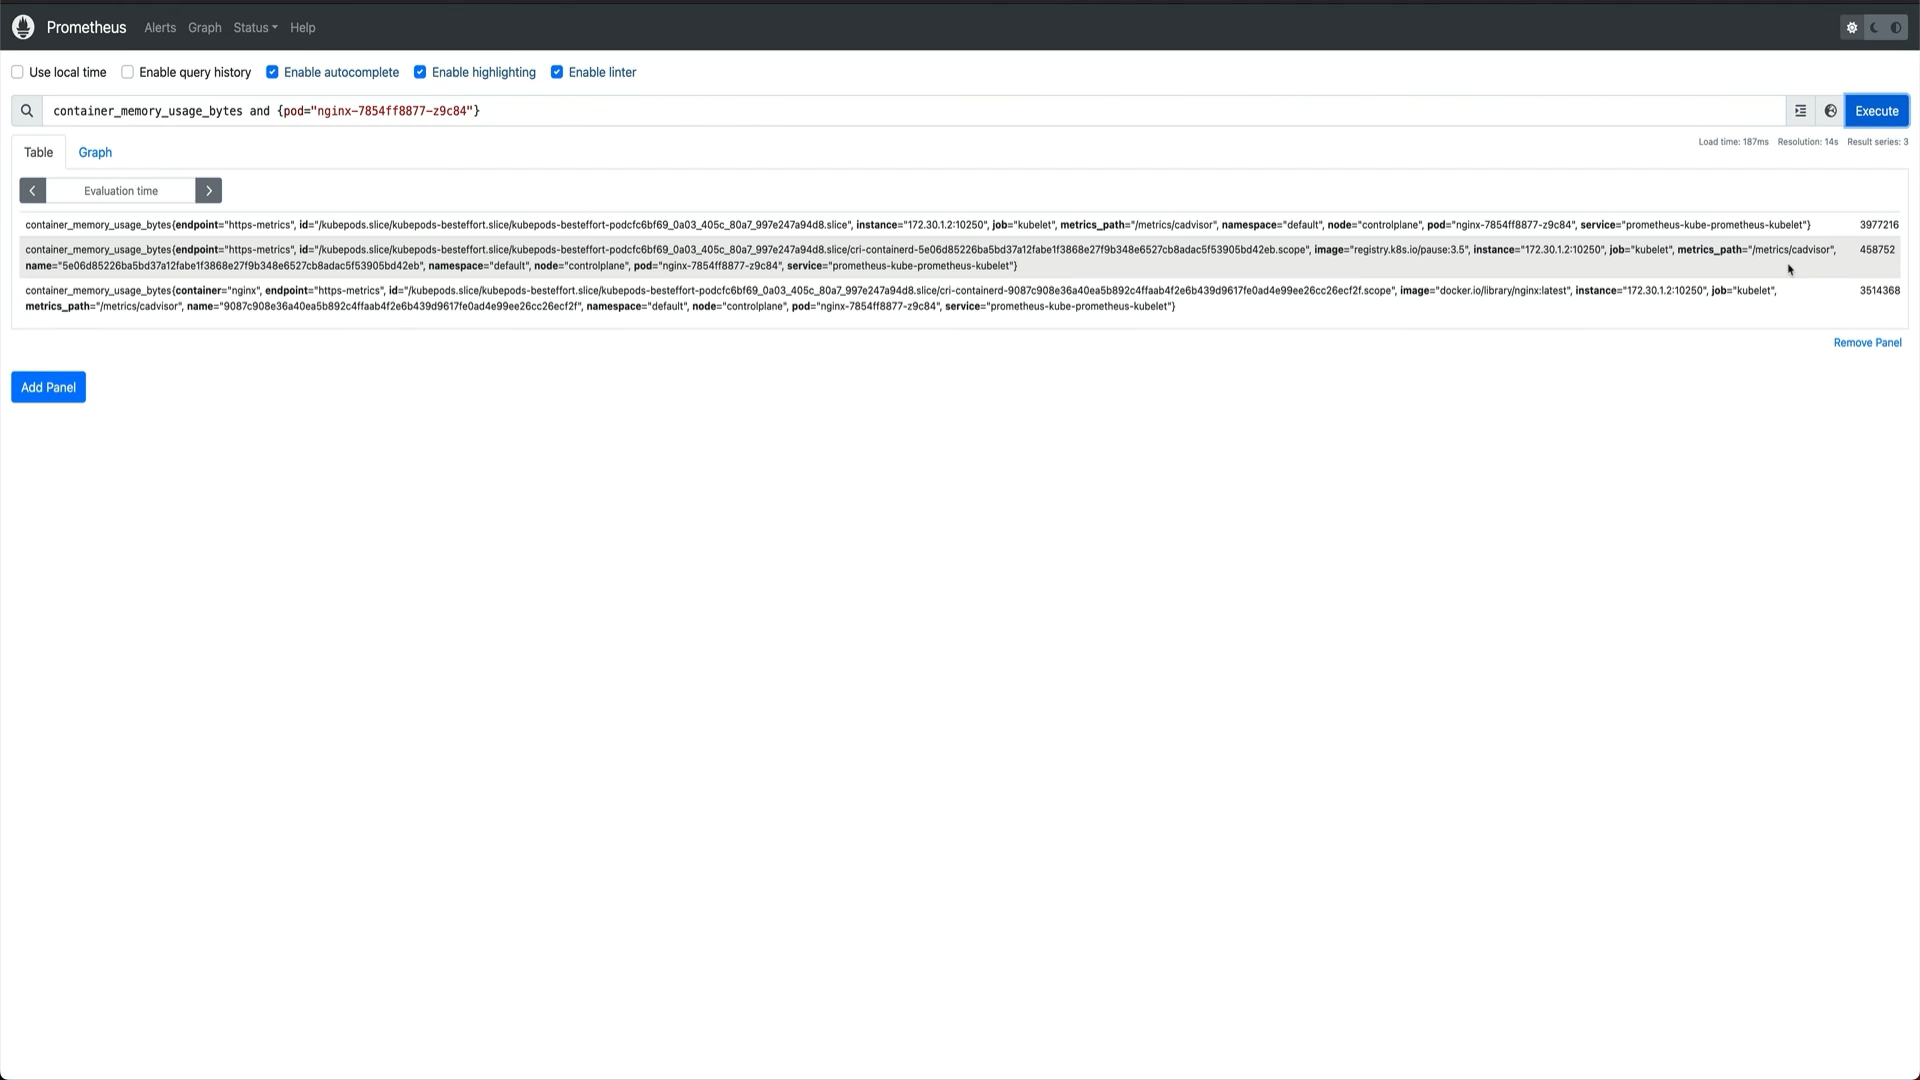 Prometheus Alerts Graph Status Help
Use local time Enable query history Enable autocomplete Enable highlighting Enable linter
container_memory_usage_bytes and {pod="nginx-7854ff8877-z9c84"} Execute
Load time: 187ms Resolution: 14s Result series: 3
Table Graph
Evaluation time
container_memory_usage_bytes{endpoint="https-metrics", id="/kubepods.slice/kubepods-besteffort.slice/kubepods-besteffort-podcfc6bf69_0a03_405c_80a7_997e247a94d8.slice", instance="172.30.1.2:10250", job="kubelet", metrics_path="/metrics/cadvisor", namespace="default", node="controlplane", pod="nginx-7854ff8877-z9c84", service="prometheus-kube-prometheus-kubelet"} 3977216
container_memory_usage_bytes{endpoint="https-metrics", id="/kubepods.slice/kubepods-besteffort.slice/kubepods-besteffort-podcfc6bf69_0a03_405c_80a7_997e247a94d8.slice/cri-containerd-5e06d85226ba5bd37a12fabe1f3868e27f9b348e6527cb8adac5f53905bd42eb.scope", image="registry.k8s.io/pause:3.5", instance="172.30.1.2:10250", job="kubelet", metrics_path="/metrics/cadvisor", 458752
name="5e06d85226ba5bd37a12fabe1f3868e27f9b348e6527cb8adac5f53905bd42eb", namespace="default", node="controlplane", pod="nginx-7854ff8877-z9c84", service="prometheus-kube-prometheus-kubelet"}
container_memory_usage_bytes{container="nginx", endpoint="https-metrics", id="/kubepods.slice/kubepods-besteffort.slice/kubepods-besteffort-podcfc6bf69_0a03_405c_80a7_997e247a94d8.slice/cri-containerd-9087c908e36a40ea5b892c4ffaab4f2e6b439d9617fe0ad4e99ee26cc26ecf2f.scope", image="docker.io/library/nginx:latest", instance="172.30.1.2:10250", job="kubelet", 3514368
metrics_path="/metrics/cadvisor", name="9087c908e36a40ea5b892c4ffaab4f2e6b439d9617fe0ad4e99ee26cc26ecf2f", namespace="default", node="controlplane", pod="nginx-7854ff8877-z9c84", service="prometheus-kube-prometheus-kubelet"}
Remove Panel
Add Panel